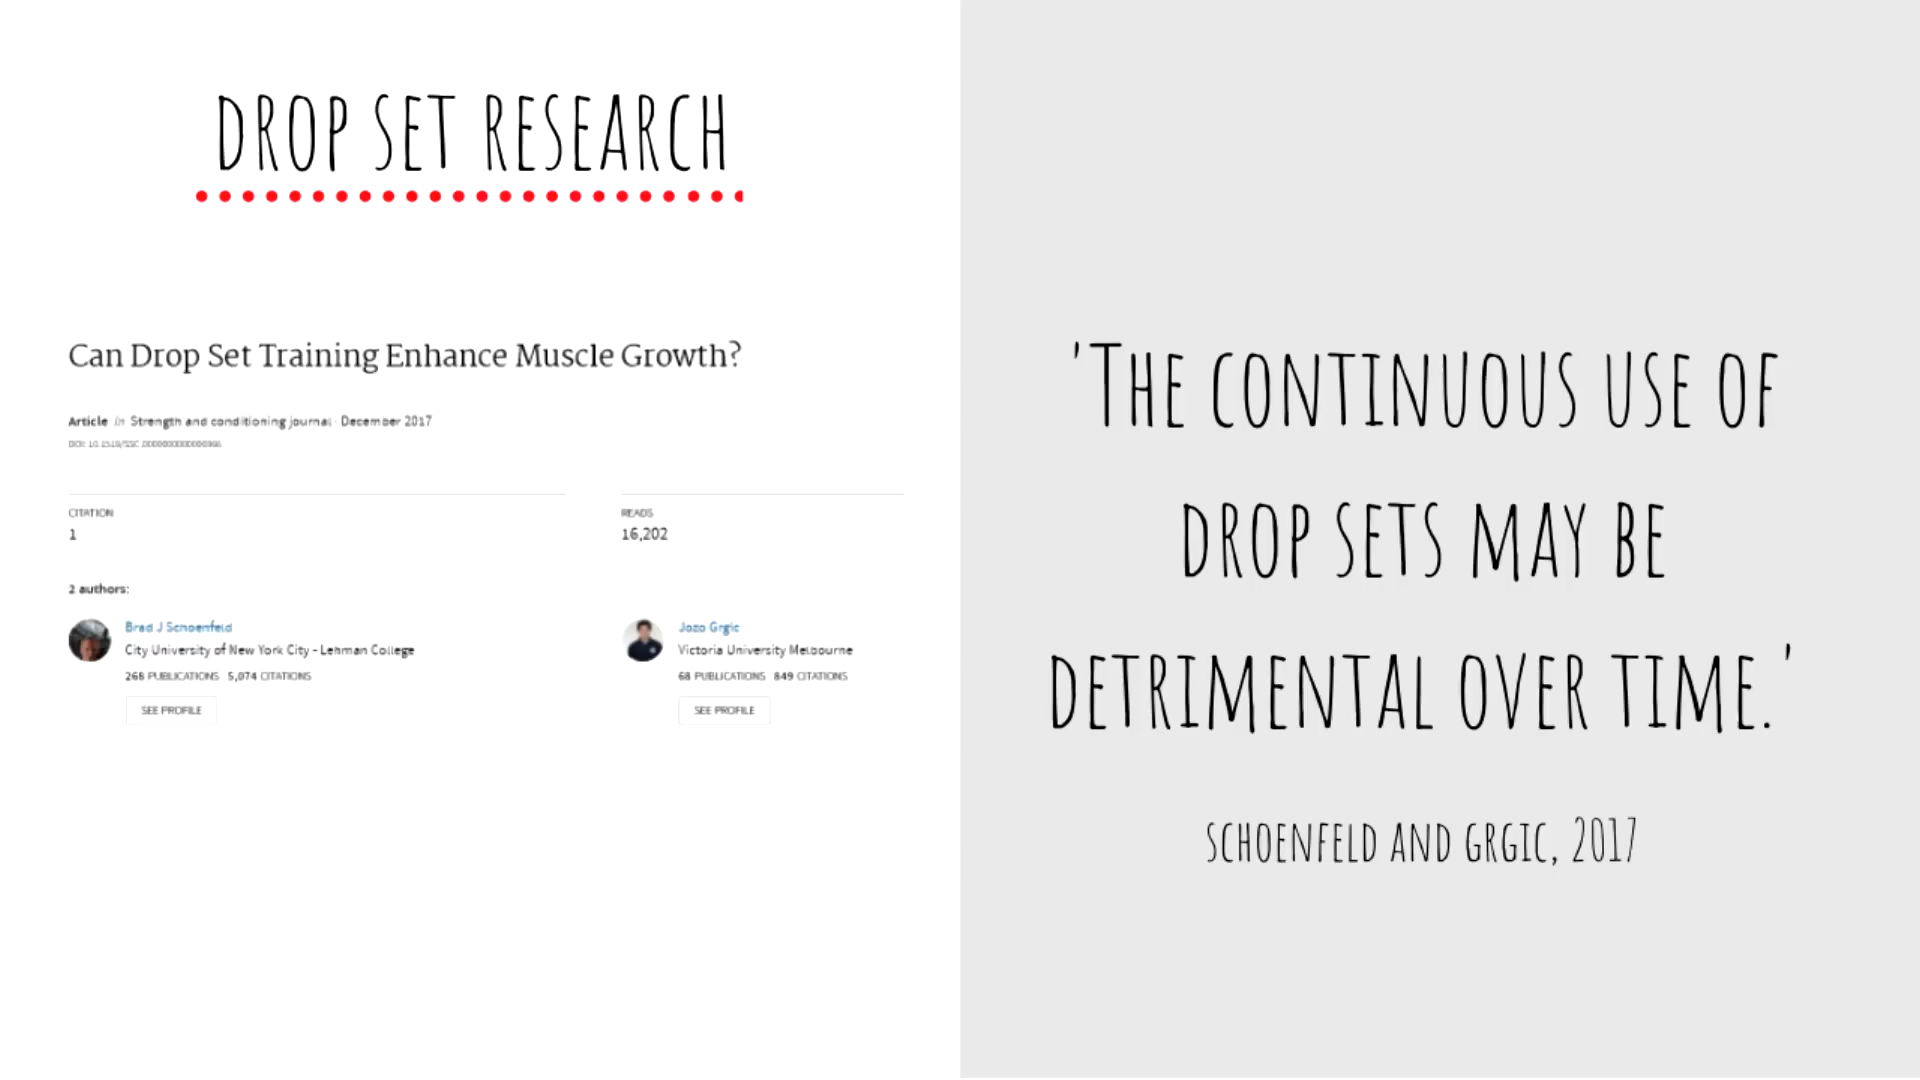 DROP SET RESEARCH
Can Drop Set Training Enhance Muscle Growth?
Article in Strength and conditioning journal · December 2017
CITATION
1
READS
16,202
2 authors:
Brad J Schoenfeld
City University of New York City - Lehman College
268 PUBLICATIONS 5,074 CITATIONS
SEE PROFILE
Jozo Grgic
Victoria University Melbourne
68 PUBLICATIONS 849 CITATIONS
SEE PROFILE
'THE CONTINUOUS USE OF
DROP SETS MAY BE
DETRIMENTAL OVER TIME.'
SCHOENFELD AND GRGIC, 2017